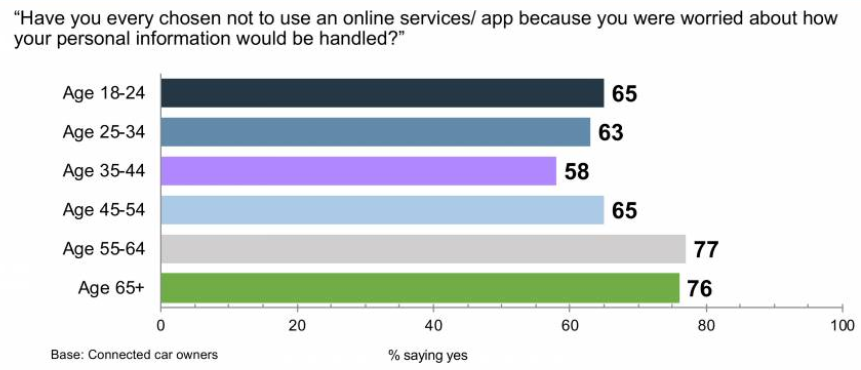 “Have you every chosen not to use an online services/ app because you were worried about how
your personal information would be handled?”
Age 18-24 65
Age 25-34 63
Age 35-44 58
Age 45-54 65
Age 55-64 77
Age 65+ 76
0 20 40 60 80 100
Base: Connected car owners % saying yes